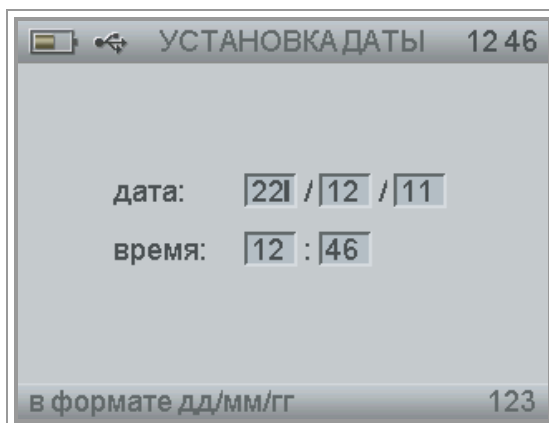 УСТАНОВКА ДАТЫ 12 46
дата: 22 / 12 / 11
время: 12 : 46
в формате дд/мм/гг 123